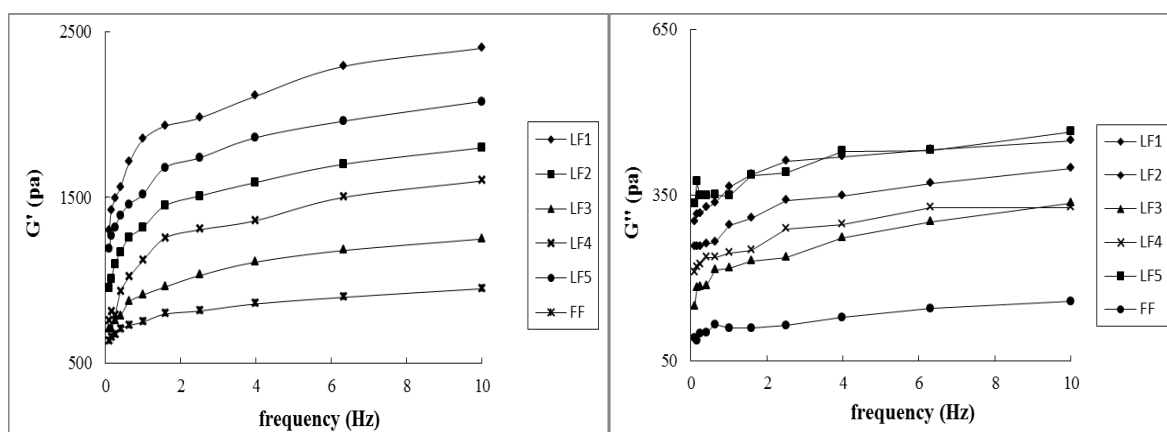 2500
1500
500
G' (pa)
0 2 4 6 8 10
frequency (Hz)
LF1
LF2
LF3
LF4
LF5
FF
650
350
50
G'' (pa)
0 2 4 6 8 10
frequency (Hz)
LF1
LF2
LF3
LF4
LF5
FF